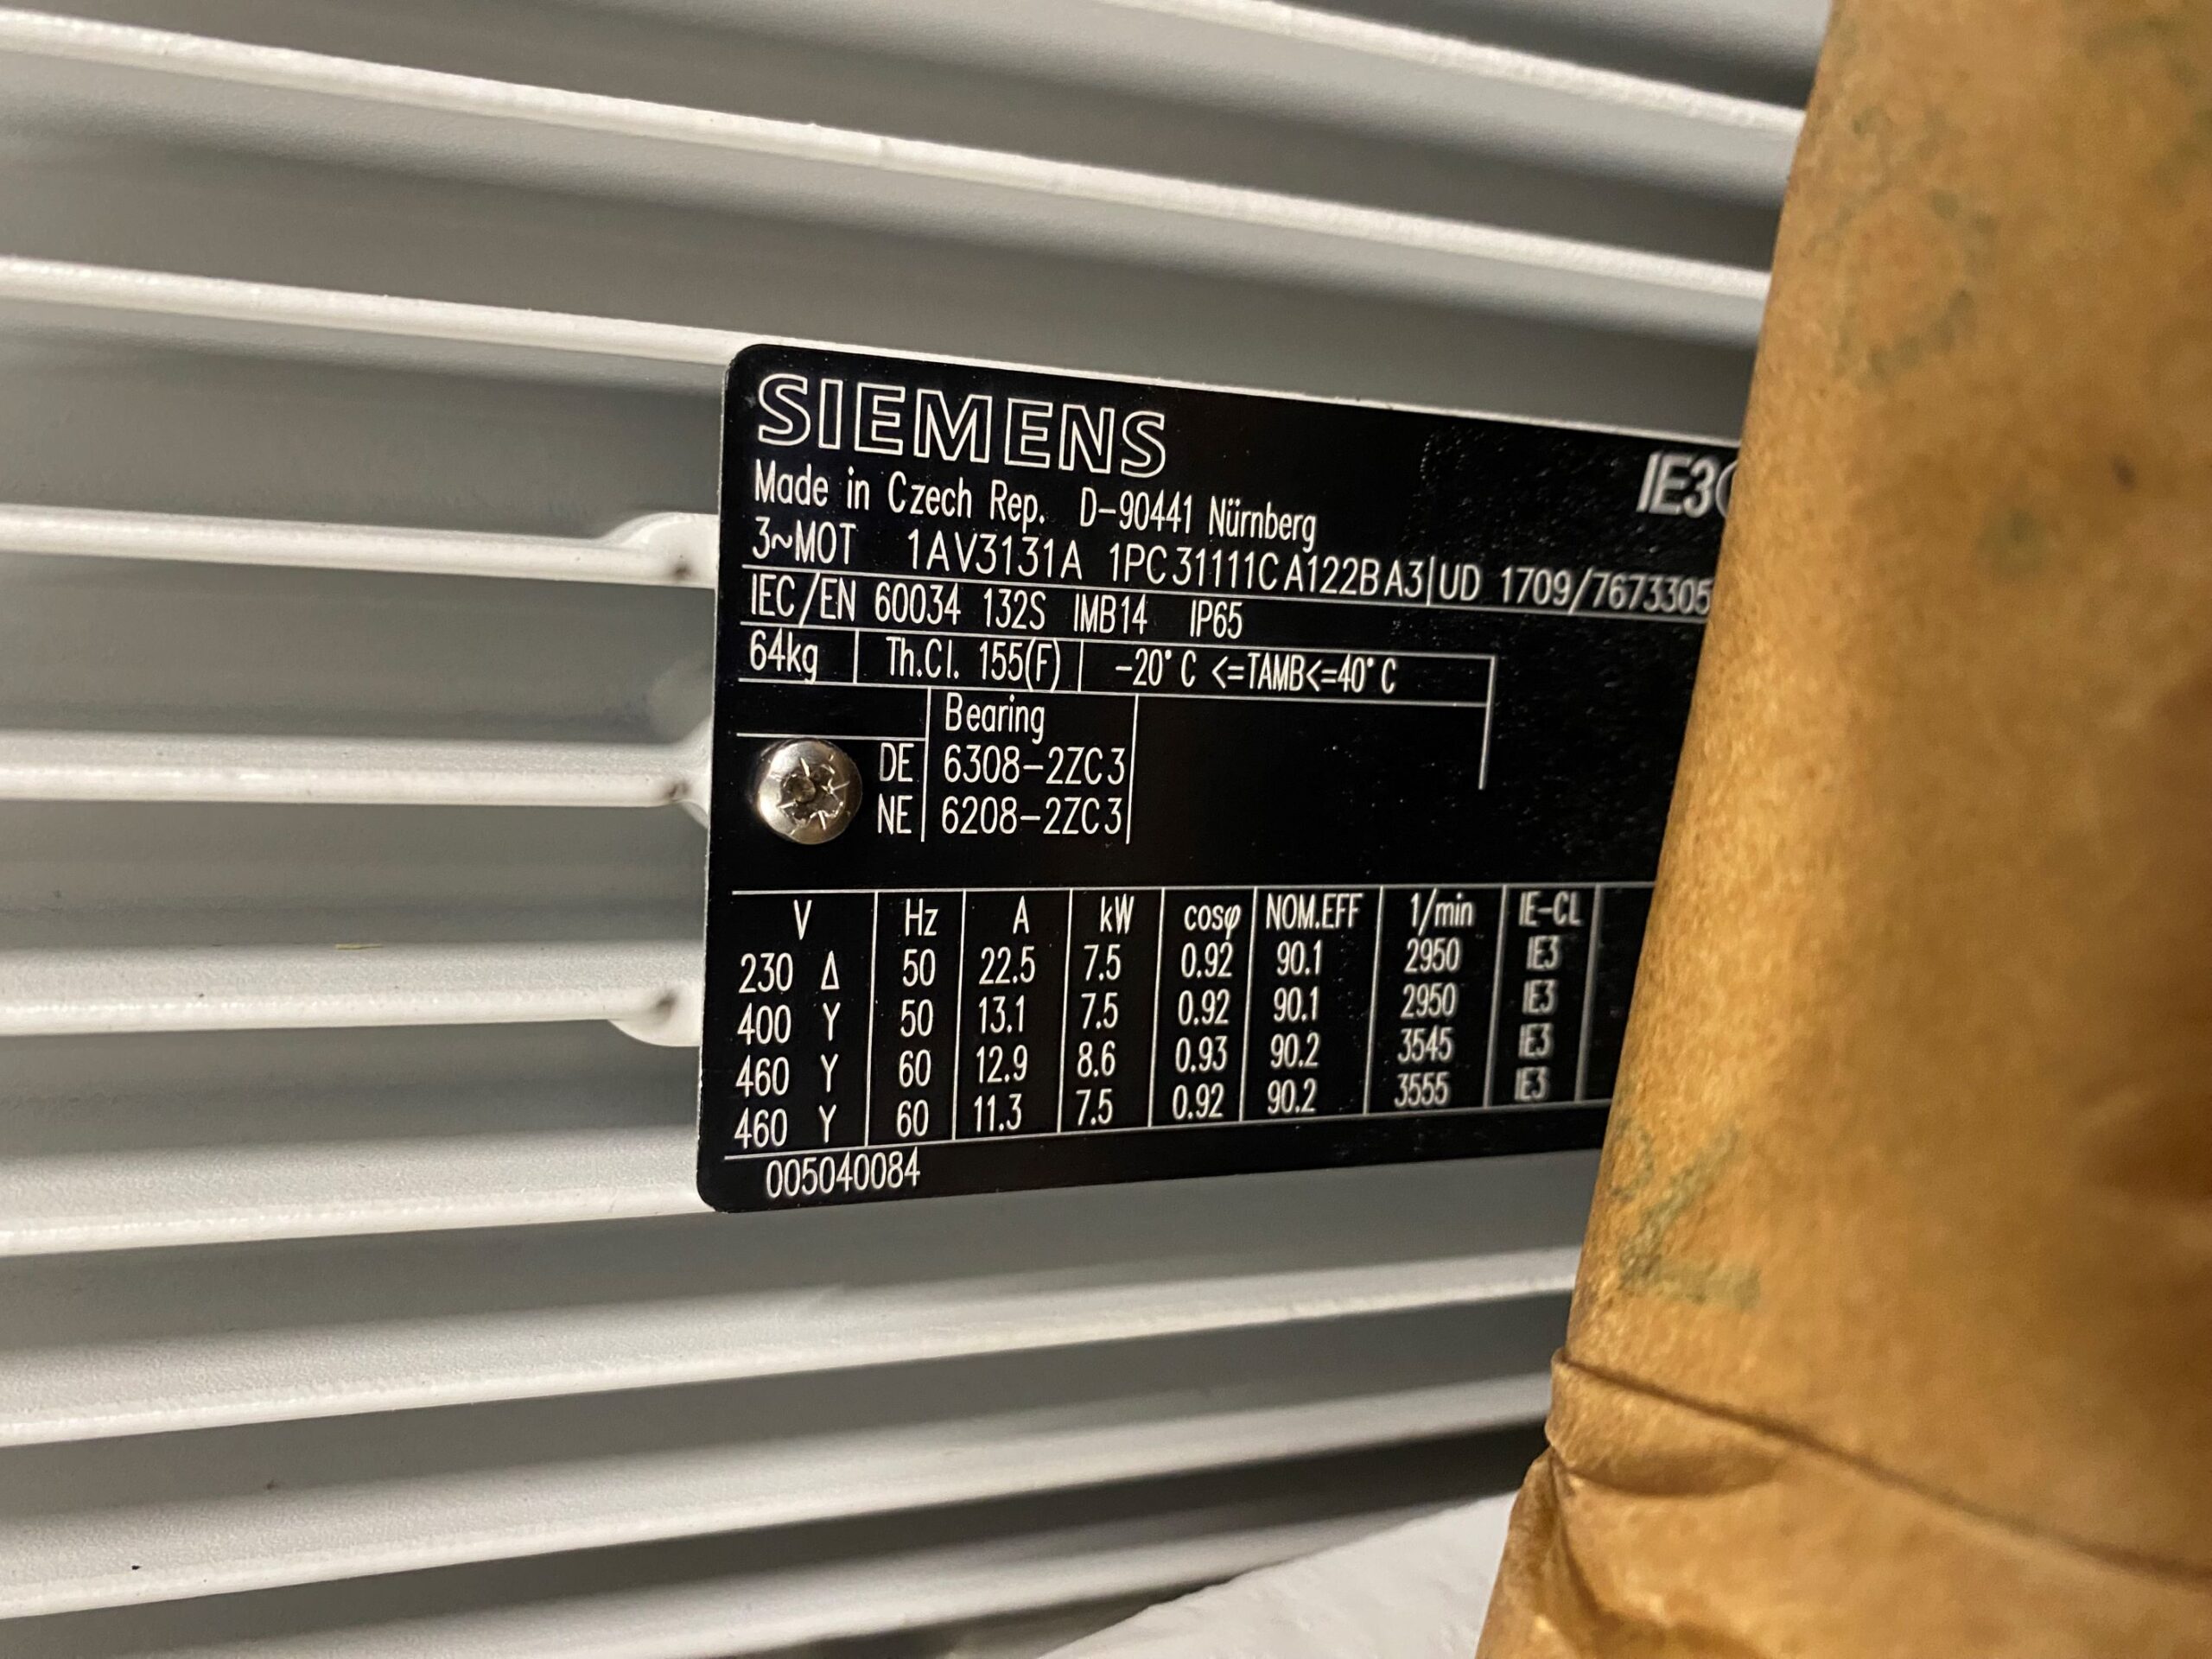 SIEMENS
IE3
Made in Czech Rep. D-90441 Nürnberg
3~MOT 1AV3131A 1PC31111CA122BA3 UD 1709/7673305
IEC/EN 60034 132S IMB14 IP65
64kg Th.Cl. 155(F) -20°C <=TAMB<=40°C
Bearing
DE 6308-2ZC3
NE 6208-2ZC3
V Hz A kW cosφ NOM.EFF 1/min IE-CL
230 Δ 50 22.5 7.5 0.92 90.1 2950 IE3
400 Y 50 13.1 7.5 0.92 90.1 2950 IE3
460 Y 60 12.9 8.6 0.93 90.2 3545 IE3
460 Y 60 11.3 7.5 0.92 90.2 3555 IE3
005040084